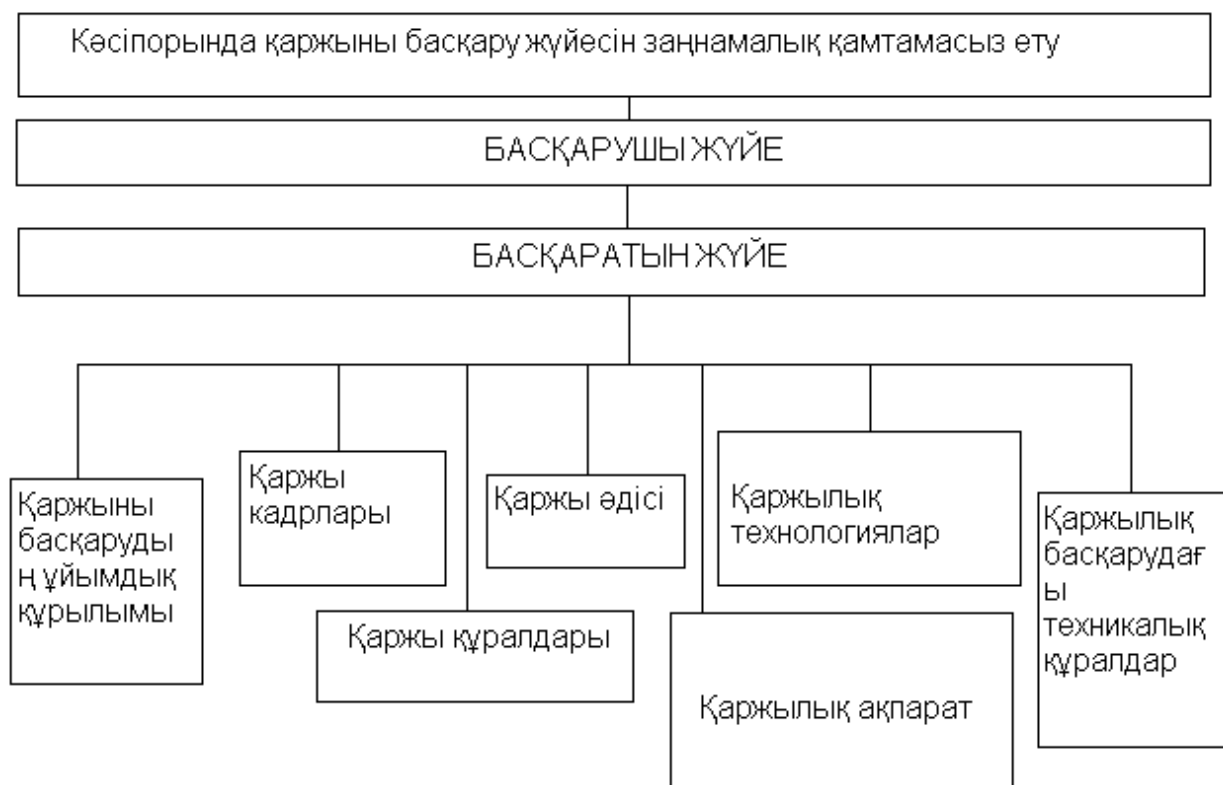 Кәсіпорында қаржыны басқару жүйесін заңнамалық қамтамасыз ету
БАСҚАРУШЫ ЖҮЙЕ
БАСҚАРАТЫН ЖҮЙЕ
Қаржыны
басқаруды
ң ұйымдық
құрылымы
Қаржы
кадрлары
Қаржы құралдары
Қаржы әдісі
Қаржылық
технологиялар
Қаржылық ақпарат
Қаржылық
басқарудағ
ы
техникалық
құралдар